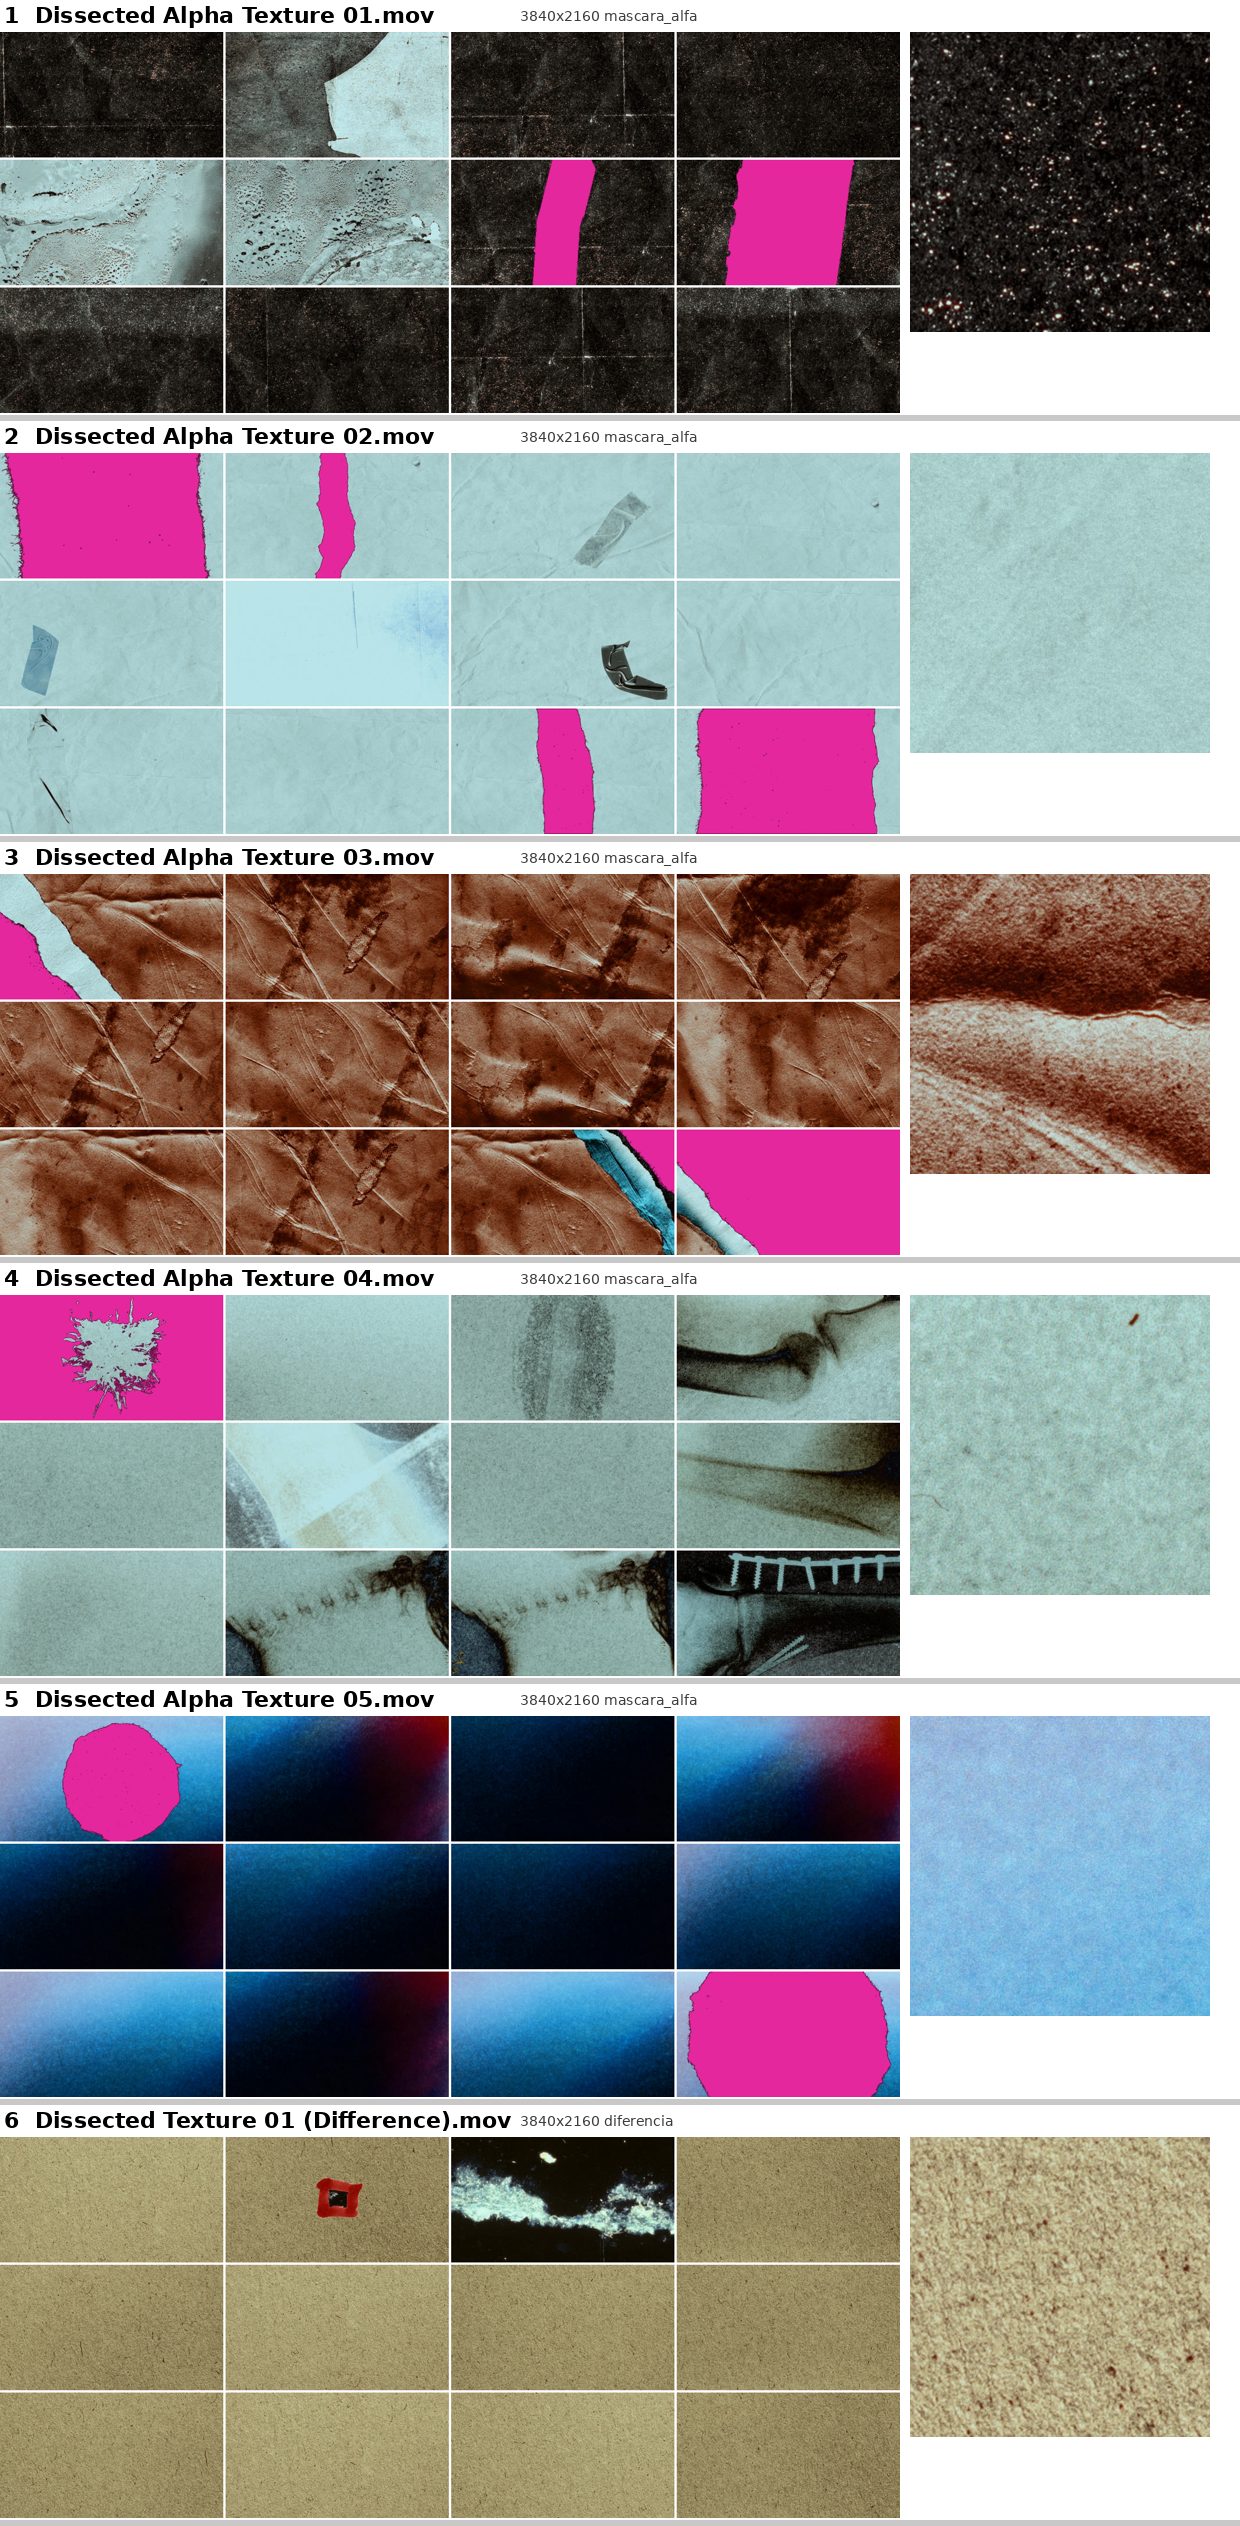 1 Dissected Alpha Texture 01.mov 3840x2160 mascara_alfa
2 Dissected Alpha Texture 02.mov 3840x2160 mascara_alfa
3 Dissected Alpha Texture 03.mov 3840x2160 mascara_alfa
4 Dissected Alpha Texture 04.mov 3840x2160 mascara_alfa
5 Dissected Alpha Texture 05.mov 3840x2160 mascara_alfa
6 Dissected Texture 01 (Difference).mov 3840x2160 diferencia